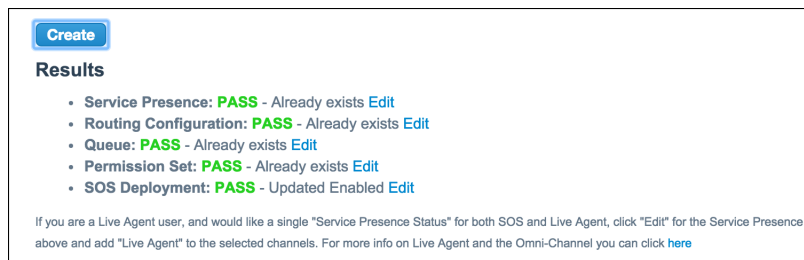 Create
Results
• Service Presence: PASS - Already exists Edit
• Routing Configuration: PASS - Already exists Edit
• Queue: PASS - Already exists Edit
• Permission Set: PASS - Already exists Edit
• SOS Deployment: PASS - Updated Enabled Edit
If you are a Live Agent user, and would like a single "Service Presence Status" for both SOS and Live Agent, click "Edit" for the Service Presence
above and add "Live Agent" to the selected channels. For more info on Live Agent and the Omni-Channel you can click here